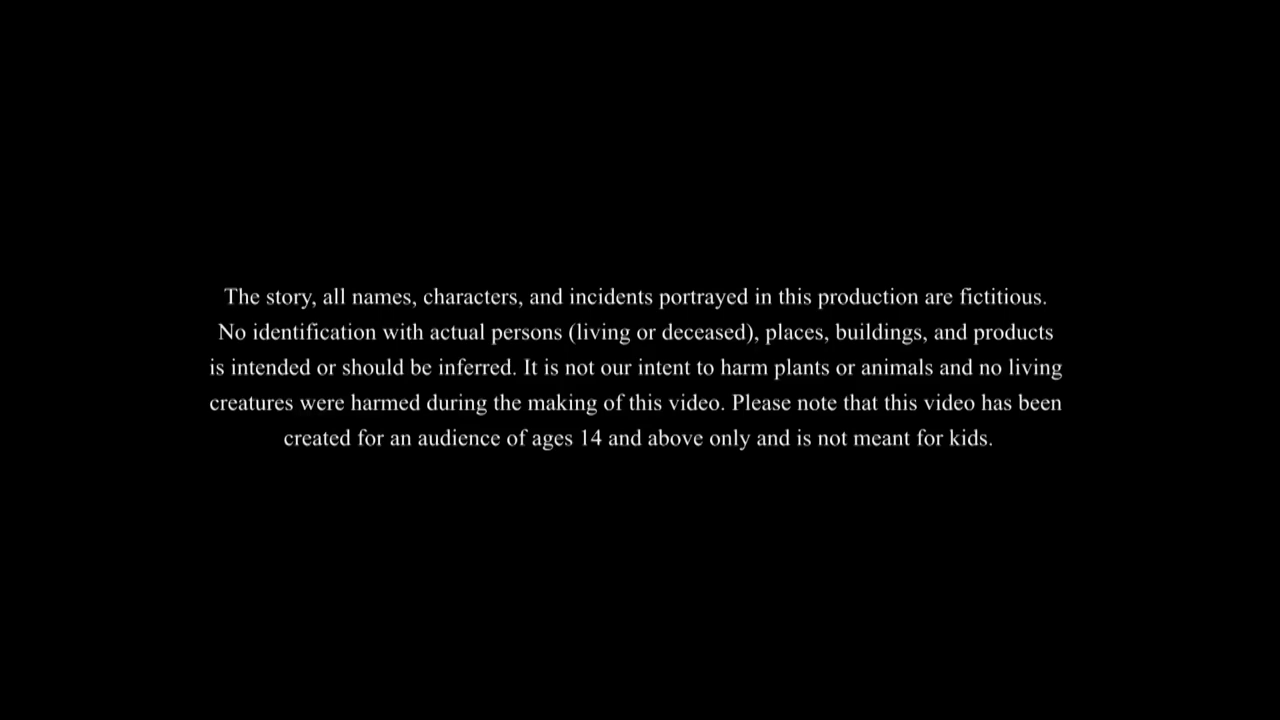 The story, all names, characters, and incidents portrayed in this production are fictitious.
No identification with actual persons (living or deceased), places, buildings, and products
is intended or should be inferred. It is not our intent to harm plants or animals and no living
creatures were harmed during the making of this video. Please note that this video has been
created for an audience of ages 14 and above only and is not meant for kids.